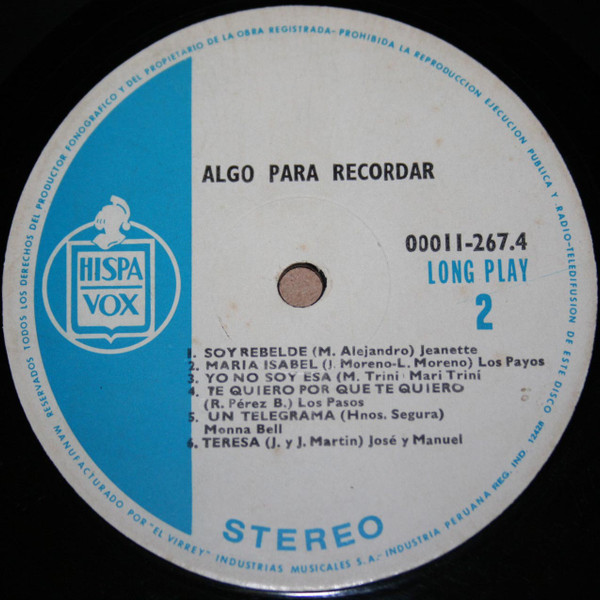 RESERVADOS TODOS LOS DERECHOS DEL PRODUCTOR FONOGRAFICO Y DEL PROPIETARIO DE LA OBRA REGISTRADA-PROHIBIDA LA REPRODUCCION EJECUCION PUBLICA Y RADIO-TELEDIFUSION DE ESTE DISCO
ALGO PARA RECORDAR
HISPA
VOX
00011-267.4
LONG PLAY
2
1. SOY REBELDE (M. Alejandro) Jeanette
2. MARIA ISABEL (J. Moreno-L. Moreno) Los Payos
3. YO NO SOY ESA (M. Trini) Mari Trini
4. TE QUIERO POR QUE TE QUIERO
(R. Pérez B.) Los Pasos
5. UN TELEGRAMA (Hnos. Segura)
Monna Bell
6. TERESA (J. y J. Martin) José y Manuel
STEREO
MANUFACTURADO POR "EL VIRREY" INDUSTRIAS MUSICALES S.A.-INDUSTRIA PERUANA REG. IND. 12428